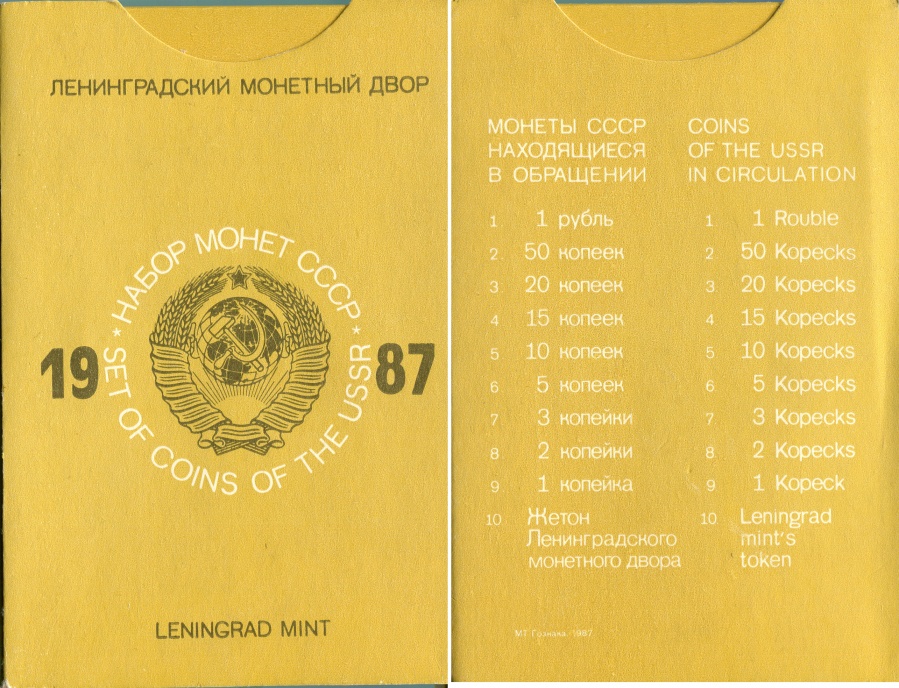 ЛЕНИНГРАДСКИЙ МОНЕТНЫЙ ДВОР
* НАБОР МОНЕТ СССР *
19 87
SET OF COINS OF THE USSR
LENINGRAD MINT
МОНЕТЫ СССР
НАХОДЯЩИЕСЯ
В ОБРАЩЕНИИ
1. 1 рубль
2. 50 копеек
3. 20 копеек
4 15 копеек
5 10 копеек
6. 5 копеек
7 3 копейки
8. 2 копейки
9. 1 копейка
10. Жетон
Ленинградского
монетного двора
COINS
OF THE USSR
IN CIRCULATION
1. 1 Rouble
2 50 Kopecks
3. 20 Kopecks
4 15 Kopecks
5 10 Kopecks
6 5 Kopecks
7 3 Kopecks
8. 2 Kopecks
9 1 Kopeck
10. Leningrad
mint's
token
МТ Гознака. 1987